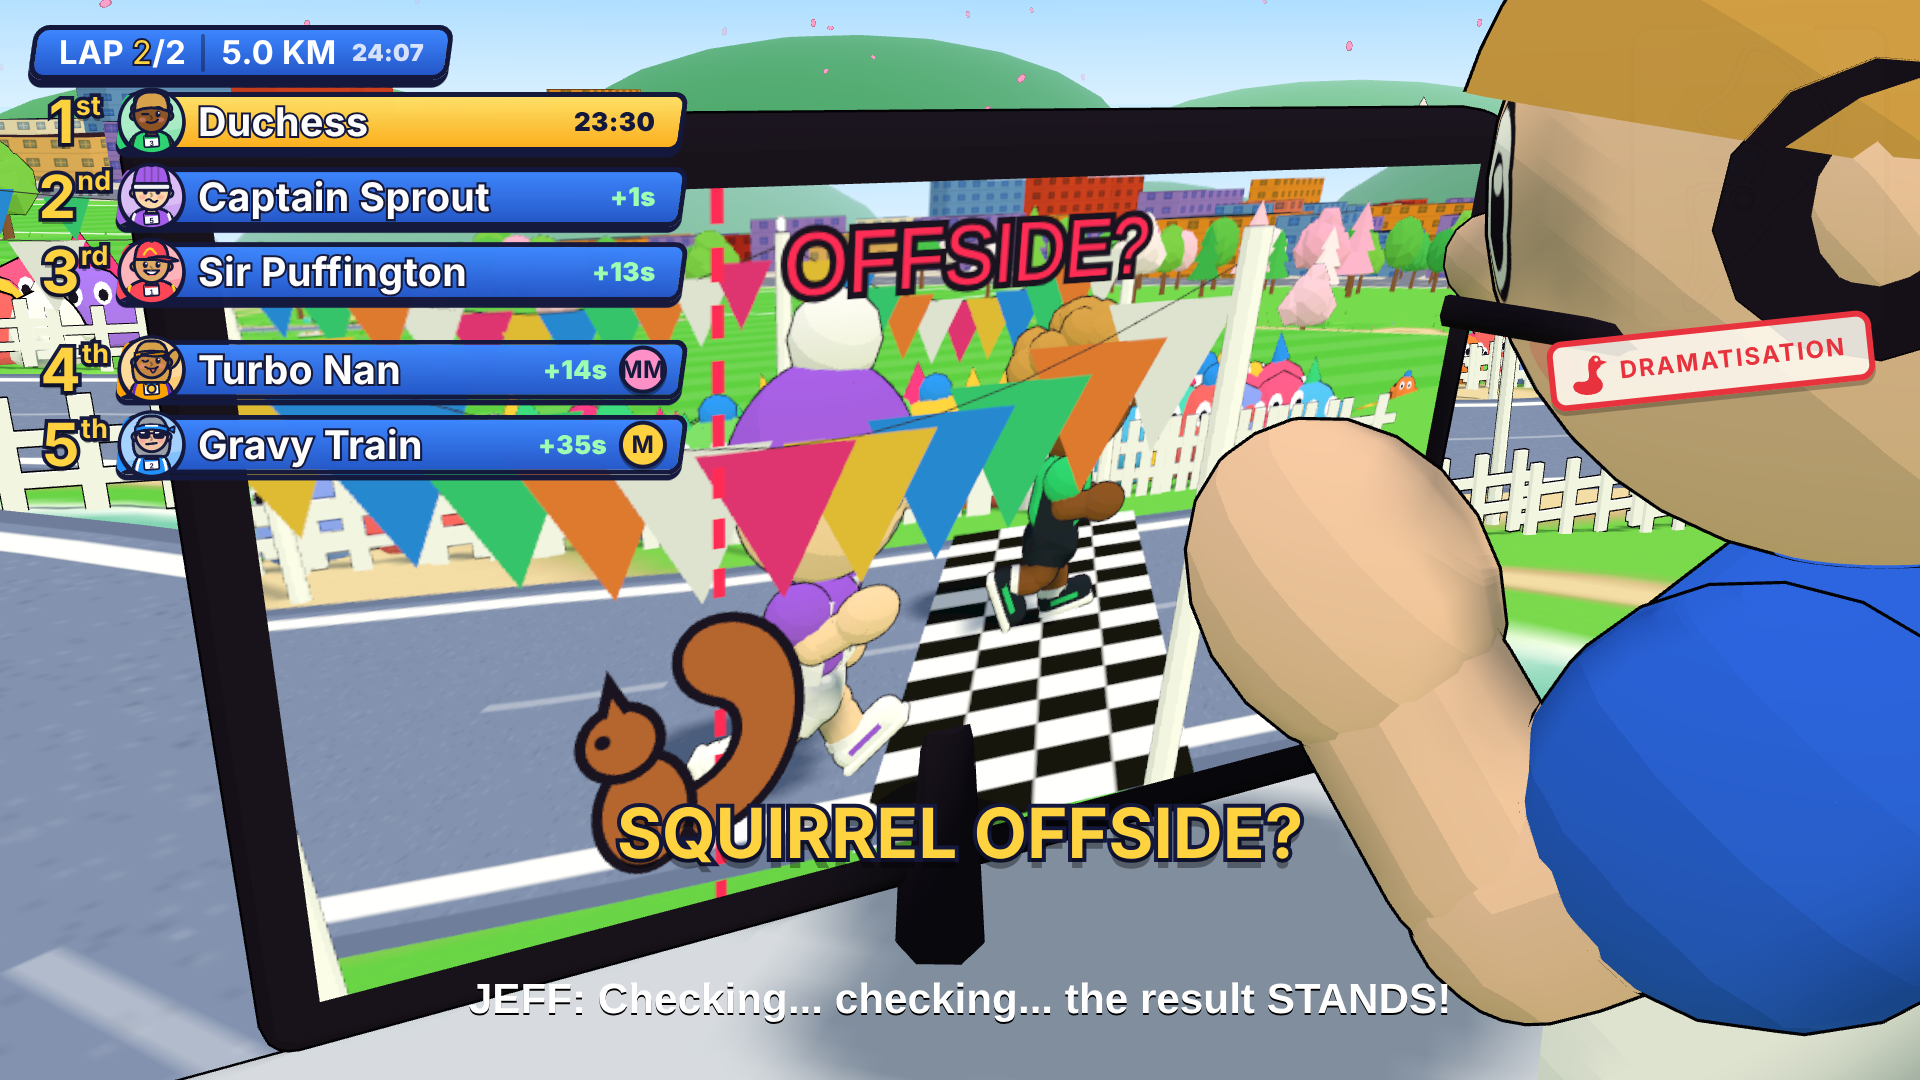 LAP 2/2 5.0 KM 24:07
1st Duchess 23:30
2nd Captain Sprout +1s
3rd Sir Puffington +13s
4th Turbo Nan +14s MM
5th Gravy Train +35s M
OFFSIDE?
DRAMATISATION
SQUIRREL OFFSIDE?
JEFF: Checking... checking... the result STANDS!